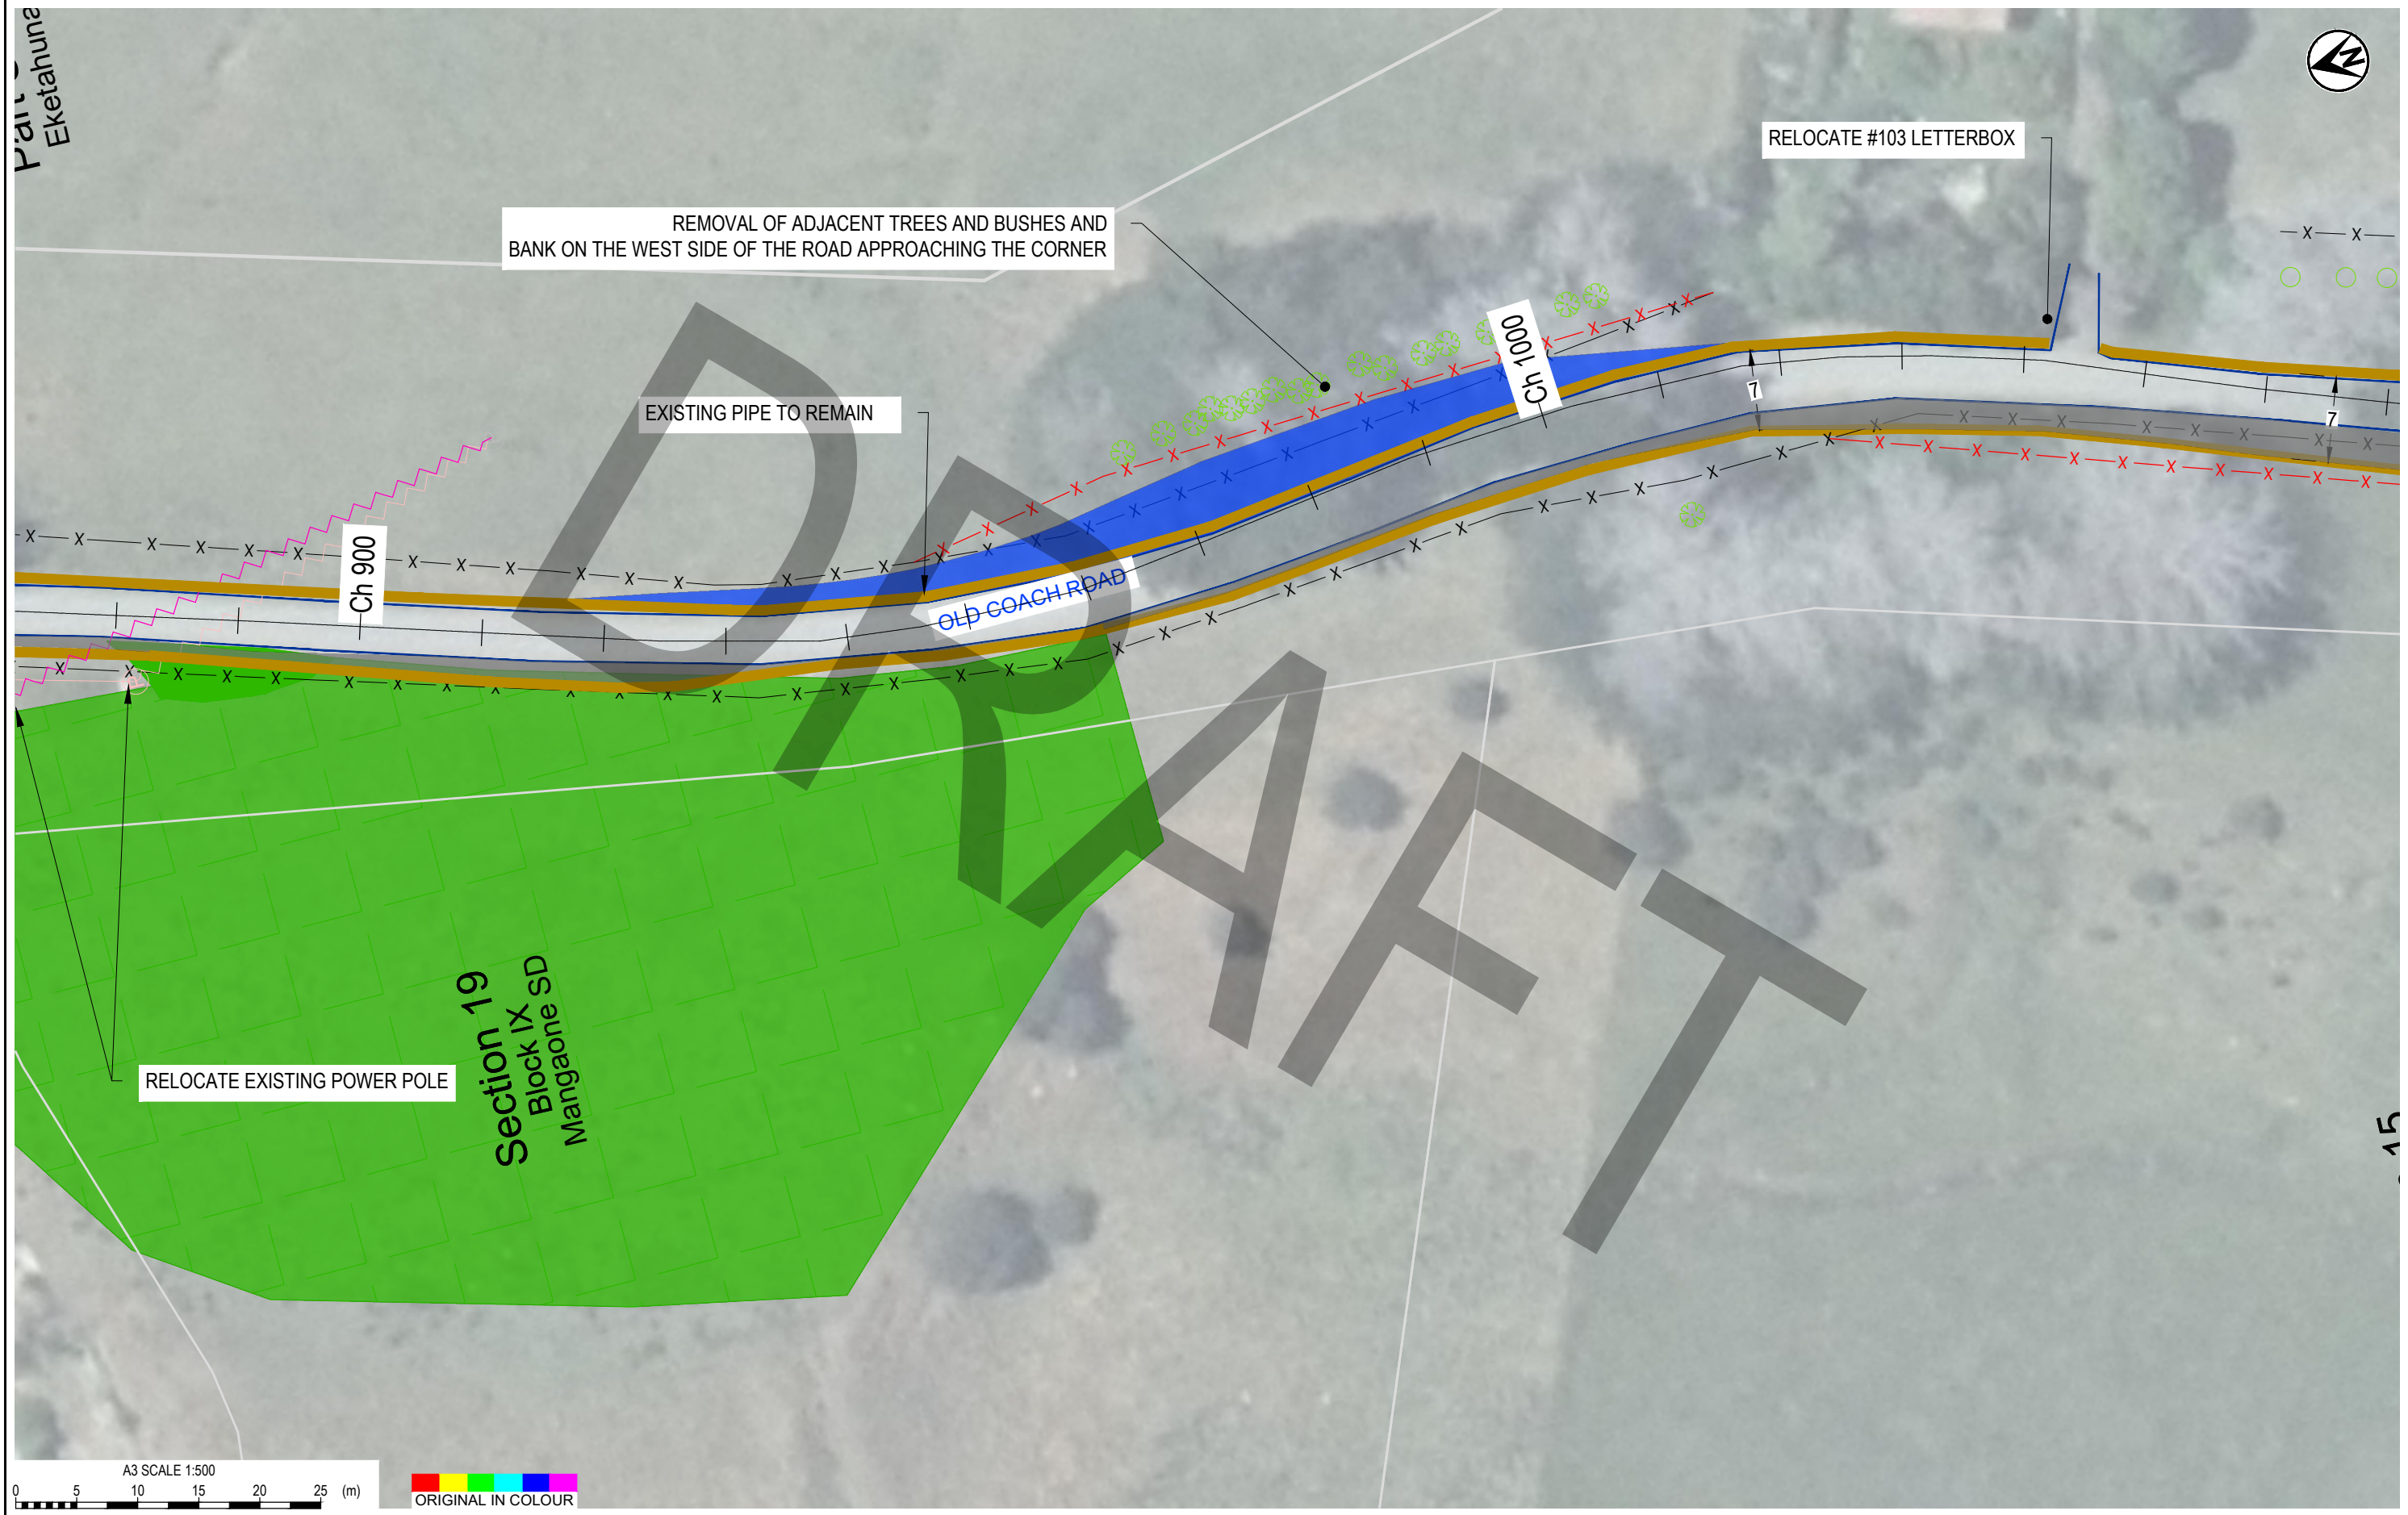 Eketahuna
N
RELOCATE #103 LETTERBOX
REMOVAL OF ADJACENT TREES AND BUSHES AND
BANK ON THE WEST SIDE OF THE ROAD APPROACHING THE CORNER
Ch 1000
EXISTING PIPE TO REMAIN
7
7
Ch 900
OLD COACH ROAD
DRAFT
Section 19
Block IX
Mangaone SD
RELOCATE EXISTING POWER POLE
15
A3 SCALE 1:500
0 5 10 15 20 25 (m)
ORIGINAL IN COLOUR